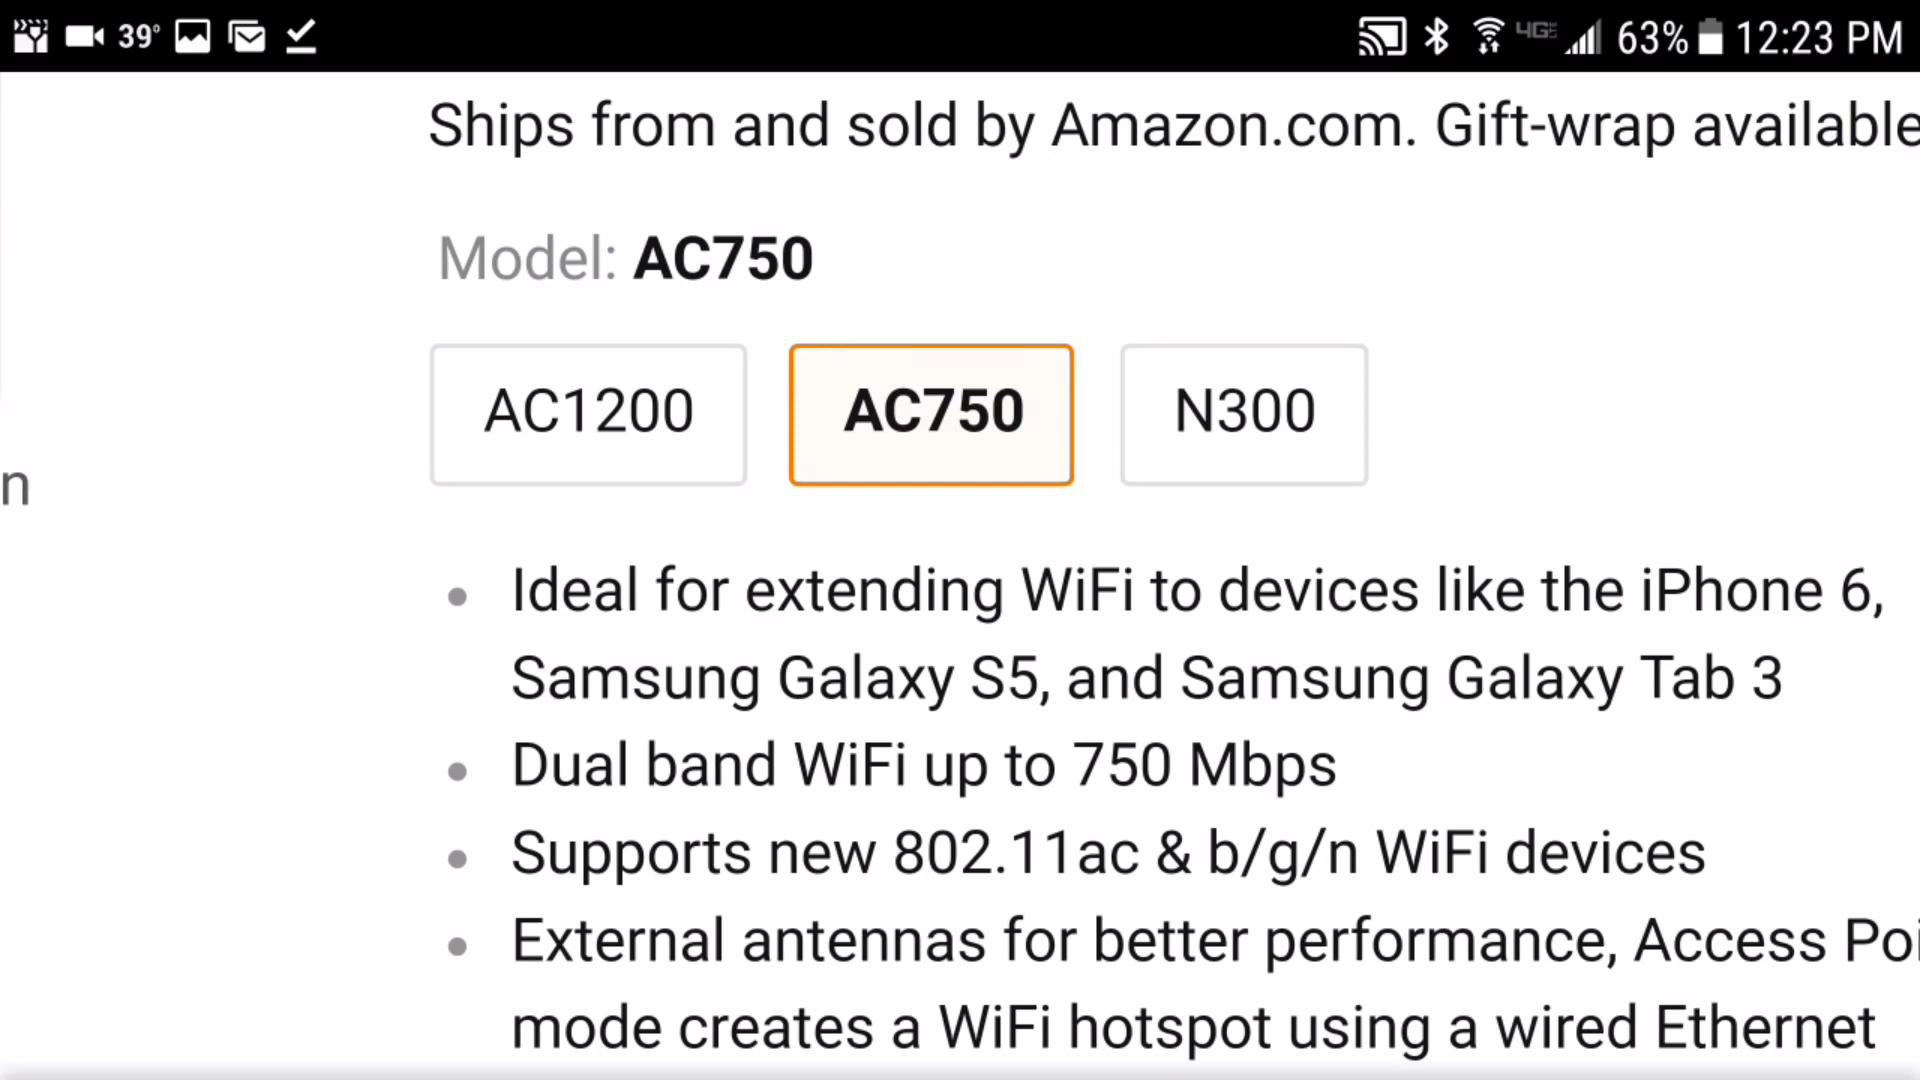 39° 4G 63% 12:23 PM
Ships from and sold by Amazon.com. Gift-wrap available
Model: AC750
AC1200 AC750 N300
n
Ideal for extending WiFi to devices like the iPhone 6,
Samsung Galaxy S5, and Samsung Galaxy Tab 3
Dual band WiFi up to 750 Mbps
Supports new 802.11ac & b/g/n WiFi devices
External antennas for better performance, Access Poi
mode creates a WiFi hotspot using a wired Ethernet